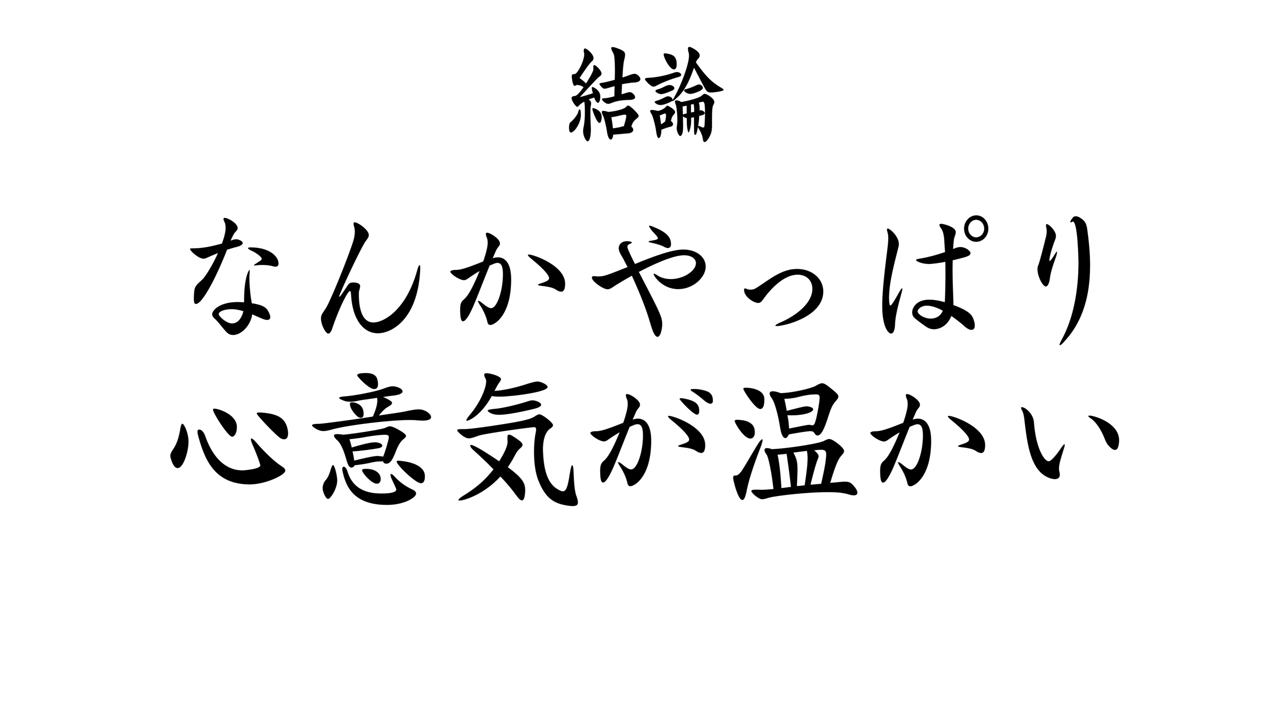 結論
なんかやっぱり
心意気が温かい